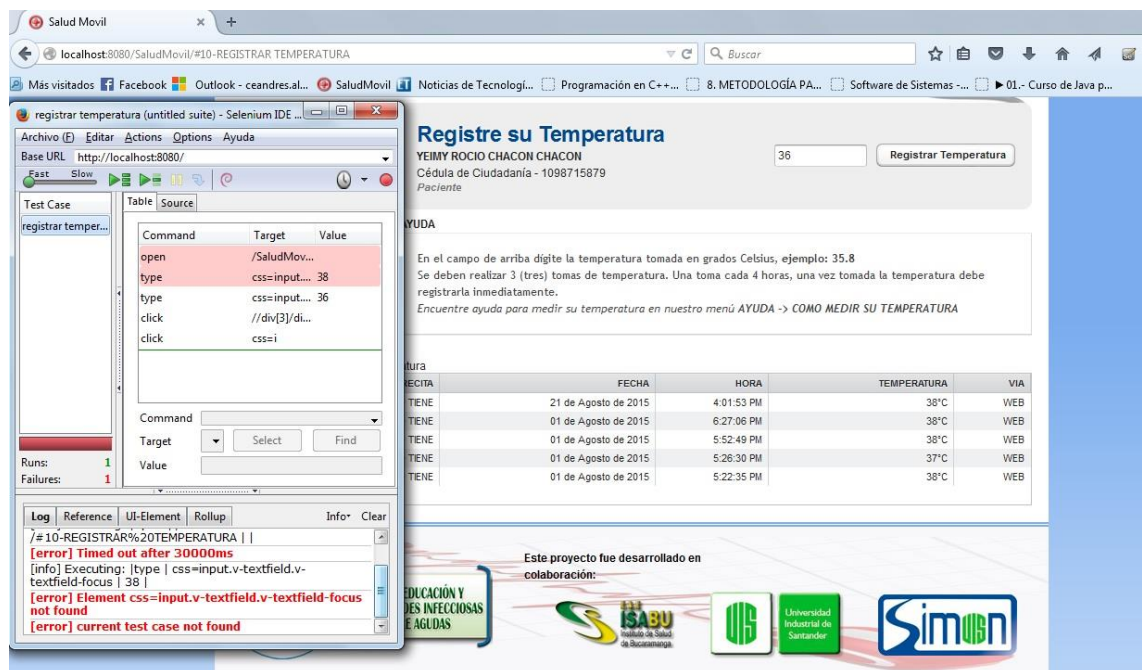 Salud Movil
localhost:8080/SaludMovil/#10-REGISTRAR TEMPERATURA
Buscar
Más visitados Facebook Outlook - ceandres.al... SaludMovil Noticias de Tecnologí... Programación en C++... 8. METODOLOGÍA PA... Software de Sistemas -... 01.- Curso de Java p...
registrar temperatura (untitled suite) - Selenium IDE ...
Archivo (F) Editar Actions Options Ayuda
Base URL http://localhost:8080/
Fast Slow
Test Case
registrar temper...
Table Source
Command Target Value
open /SaludMov...
type css=input.... 38
type css=input.... 36
click //div[3]/di...
click css=i
Command
Target Select Find
Value
Runs: 1
Failures: 1
Log Reference UI-Element Rollup Info Clear
/#10-REGISTRAR%20TEMPERATURA | |
[error] Timed out after 30000ms
[info] Executing: |type | css=input.v-textfield.v-
textfield-focus | 38 |
[error] Element css=input.v-textfield.v-textfield-focus
not found
[error] current test case not found
Registre su Temperatura
YEIMY ROCIO CHACON CHACON
Cédula de Ciudadanía - 1098715879
Paciente
36
Registrar Temperatura
AYUDA
En el campo de arriba dígite la temperatura tomada en grados Celsius, ejemplo: 35.8
Se deben realizar 3 (tres) tomas de temperatura. Una toma cada 4 horas, una vez tomada la temperatura debe
registrarla inmediatamente.
Encuentre ayuda para medir su temperatura en nuestro menú AYUDA -> COMO MEDIR SU TEMPERATURA
tura
RECITA FECHA HORA TEMPERATURA VIA
TIENE 21 de Agosto de 2015 4:01:53 PM 38°C WEB
TIENE 01 de Agosto de 2015 6:27:06 PM 38°C WEB
TIENE 01 de Agosto de 2015 5:52:49 PM 38°C WEB
TIENE 01 de Agosto de 2015 5:26:30 PM 37°C WEB
TIENE 01 de Agosto de 2015 5:22:35 PM 38°C WEB
Este proyecto fue desarrollado en
colaboración:
EDUCACIÓN Y
DES INFECCIOSAS
E AGUDAS
ISABU
Instituto de Salud
de Bucaramanga
UIS
Universidad
Industrial de
Santander